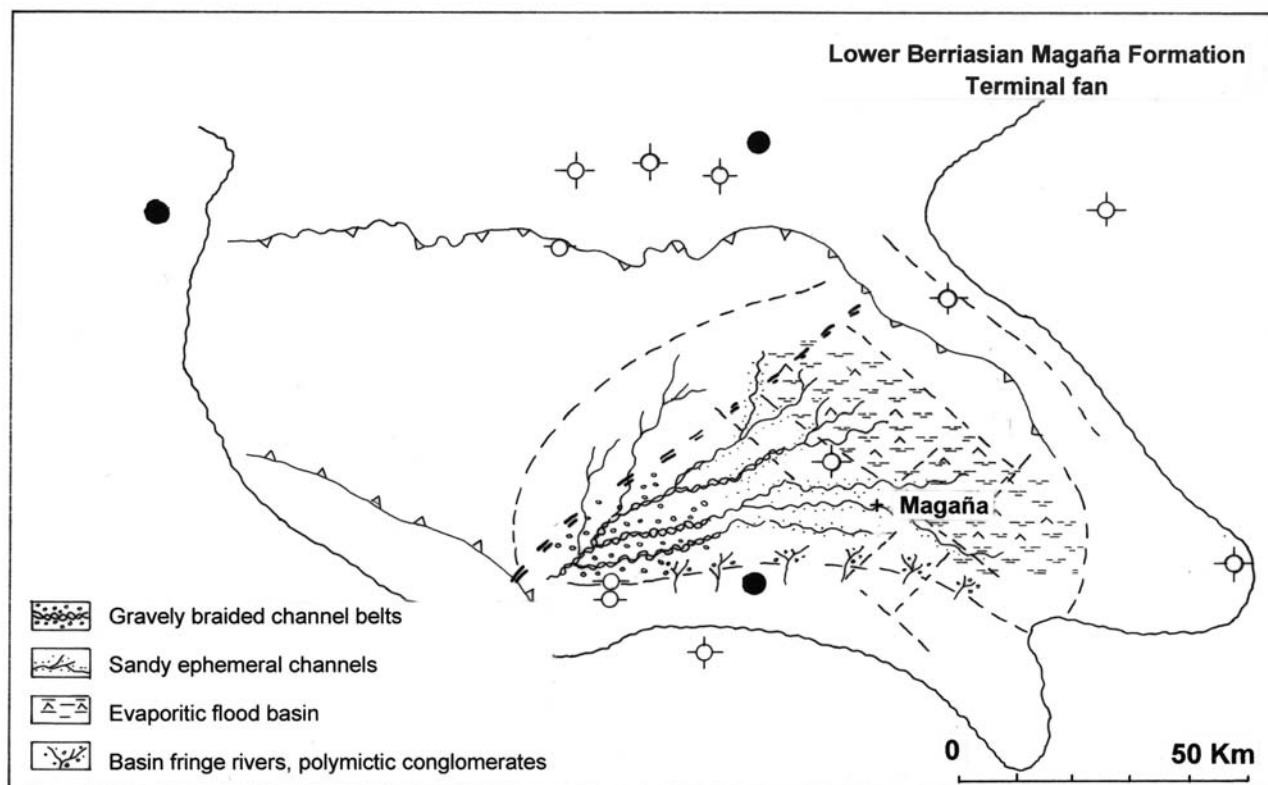 Lower Berriasian Magaña Formation
Terminal fan
Magaña
Gravely braided channel belts
Sandy ephemeral channels
Evaporitic flood basin
Basin fringe rivers, polymictic conglomerates
0 50 Km